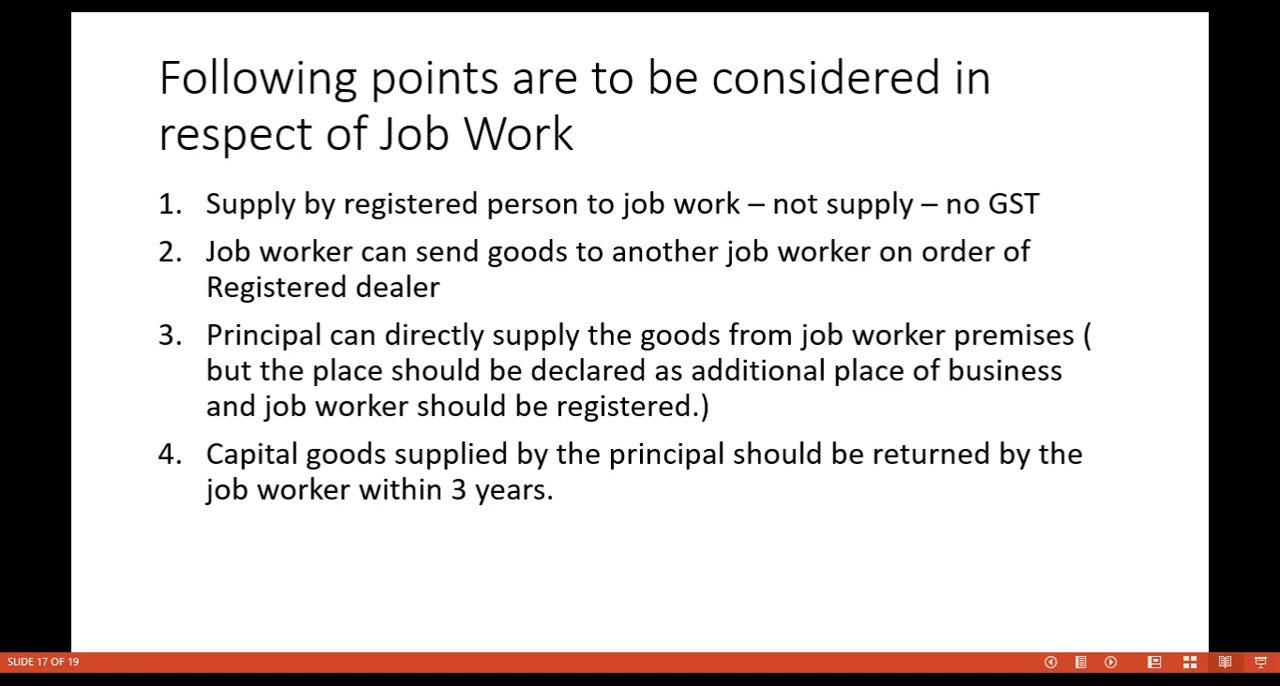 Following points are to be considered in
respect of Job Work
1. Supply by registered person to job work – not supply – no GST
2. Job worker can send goods to another job worker on order of
Registered dealer
3. Principal can directly supply the goods from job worker premises (
but the place should be declared as additional place of business
and job worker should be registered.)
4. Capital goods supplied by the principal should be returned by the
job worker within 3 years.
SLIDE 17 OF 19